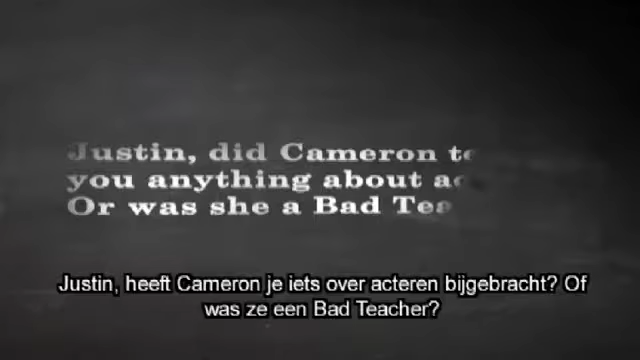 Justin, did Cameron
you anything about
Or was she a Bad
Justin, heeft Cameron je iets over acteren bijgebracht? Of
was ze een Bad Teacher?